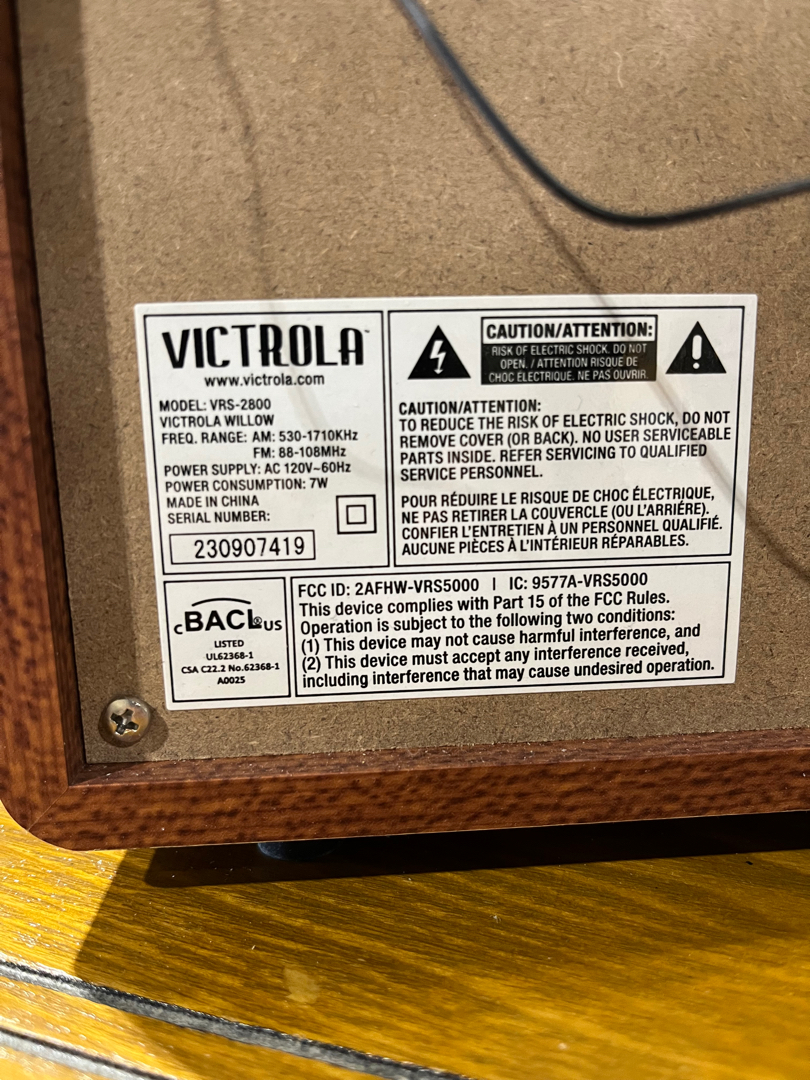 VICTROLA™
www.victrola.com
MODEL: VRS-2800
VICTROLA WILLOW
FREQ. RANGE: AM: 530-1710KHz
FM: 88-108MHz
POWER SUPPLY: AC 120V~60Hz
POWER CONSUMPTION: 7W
MADE IN CHINA
SERIAL NUMBER:
230907419
CAUTION/ATTENTION:
RISK OF ELECTRIC SHOCK. DO NOT
OPEN. / ATTENTION RISQUE DE
CHOC ÉLECTRIQUE. NE PAS OUVRIR.
CAUTION/ATTENTION:
TO REDUCE THE RISK OF ELECTRIC SHOCK, DO NOT
REMOVE COVER (OR BACK). NO USER SERVICEABLE
PARTS INSIDE. REFER SERVICING TO QUALIFIED
SERVICE PERSONNEL.
POUR RÉDUIRE LE RISQUE DE CHOC ÉLECTRIQUE,
NE PAS RETIRER LA COUVERCLE (OU L'ARRIÉRE).
CONFIER L'ENTRETIEN À UN PERSONNEL QUALIFIÉ.
AUCUNE PIÈCES À L'INTÉRIEUR RÉPARABLES.
cBACL®US
LISTED
UL62368-1
CSA C22.2 No.62368-1
A0025
FCC ID: 2AFHW-VRS5000 | IC: 9577A-VRS5000
This device complies with Part 15 of the FCC Rules.
Operation is subject to the following two conditions:
(1) This device may not cause harmful interference, and
(2) This device must accept any interference received,
including interference that may cause undesired operation.